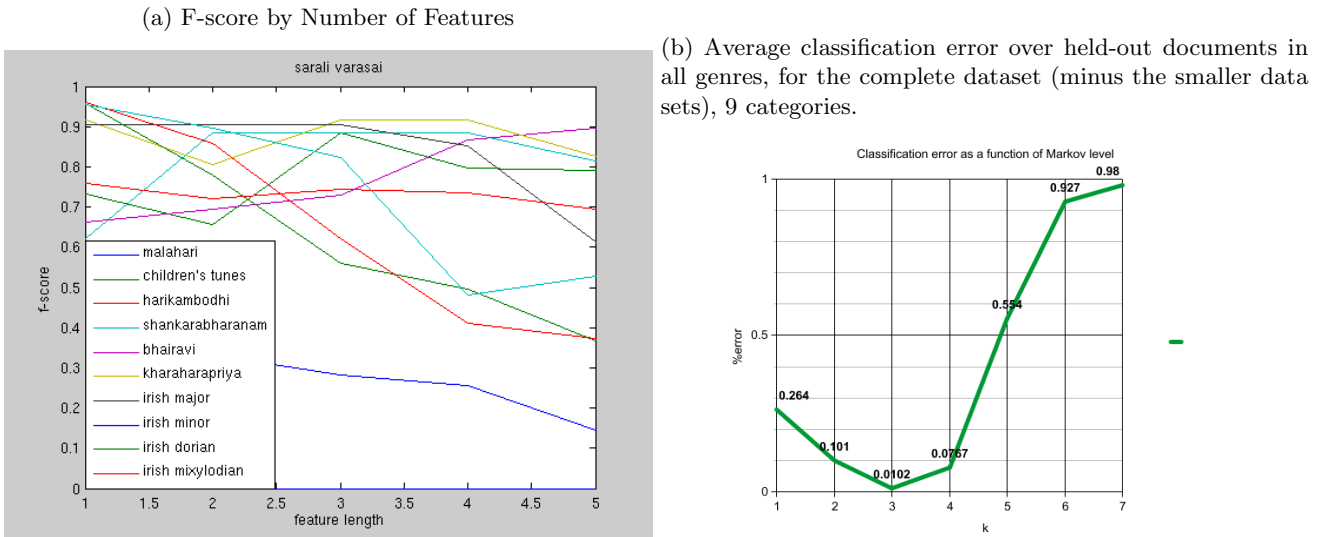 (a) F-score by Number of Features
sarali varasai
1
0.9
0.8
0.7
0.6
0.5
0.4
0.3
0.2
0.1
0
f-score
malahari
children's tunes
harikambodhi
shankarabharanam
bhairavi
kharaharapriya
irish major
irish minor
irish dorian
irish mixylodian
1 1.5 2 2.5 3 3.5 4 4.5 5
feature length
(b) Average classification error over held-out documents in
all genres, for the complete dataset (minus the smaller data
sets), 9 categories.
Classification error as a function of Markov level
1
0.5
0
%error
0.264
0.101
0.0102
0.0767
0.554
0.927
0.98
1 2 3 4 5 6 7
k